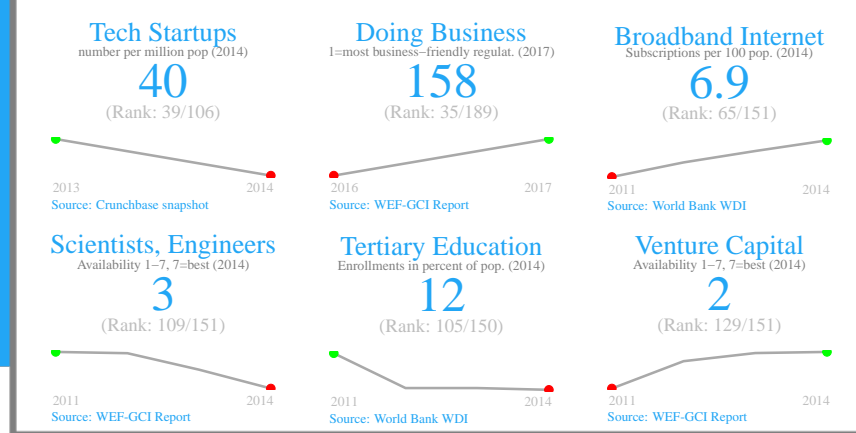 Tech Startups
number per million pop (2014)
40
(Rank: 39/106)
2013 2014
Source: Crunchbase snapshot
Doing Business
1=most business−friendly regulat. (2017)
158
(Rank: 35/189)
2016 2017
Source: WEF-GCI Report
Broadband Internet
Subscriptions per 100 pop. (2014)
6.9
(Rank: 65/151)
2011 2014
Source: World Bank WDI
Scientists, Engineers
Availability 1−7, 7=best (2014)
3
(Rank: 109/151)
2011 2014
Source: WEF-GCI Report
Tertiary Education
Enrollments in percent of pop. (2014)
12
(Rank: 105/150)
2011 2014
Source: World Bank WDI
Venture Capital
Availability 1−7, 7=best (2014)
2
(Rank: 129/151)
2011 2014
Source: WEF-GCI Report